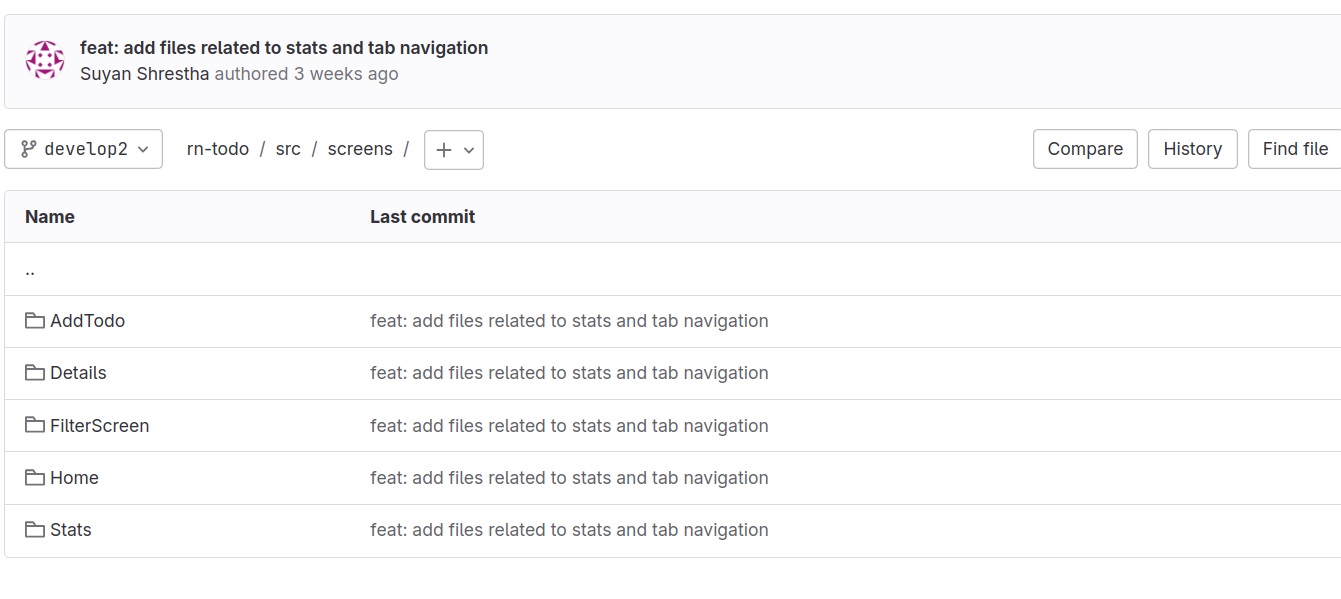 feat: add files related to stats and tab navigation
Suyan Shrestha authored 3 weeks ago
develop2 rn-todo / src / screens / + Compare History Find file
Name Last commit
..
AddTodo feat: add files related to stats and tab navigation
Details feat: add files related to stats and tab navigation
FilterScreen feat: add files related to stats and tab navigation
Home feat: add files related to stats and tab navigation
Stats feat: add files related to stats and tab navigation